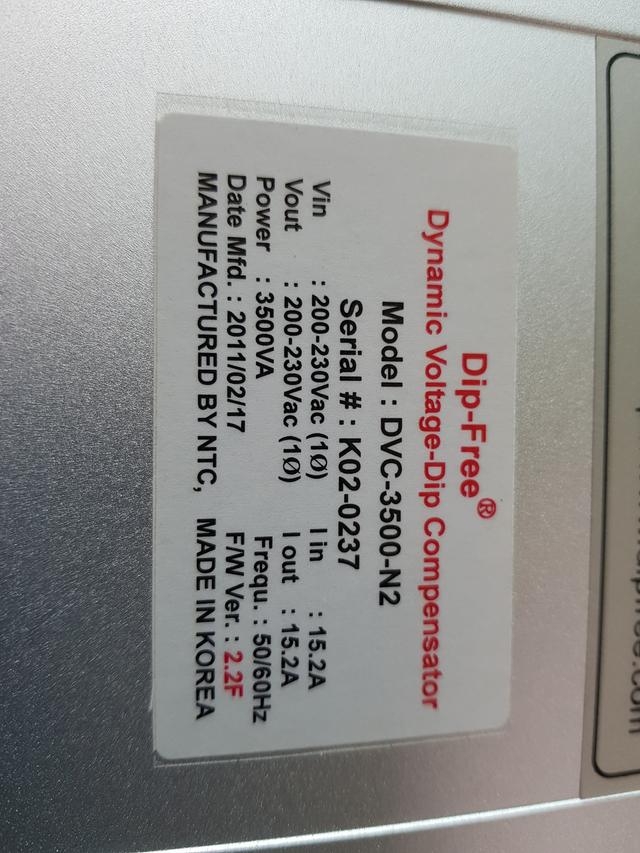 Dip-Free®
Dynamic Voltage-Dip Compensator
Model : DVC-3500-N2
Serial # : K02-0237
Vin : 200-230Vac (1Ø) I in : 15.2A
Vout : 200-230Vac (1Ø) I out : 15.2A
Power : 3500VA Frequ. : 50/60Hz
Date Mfd. : 2011/02/17 F/W Ver. : 2.2F
MANUFACTURED BY NTC, MADE IN KOREA